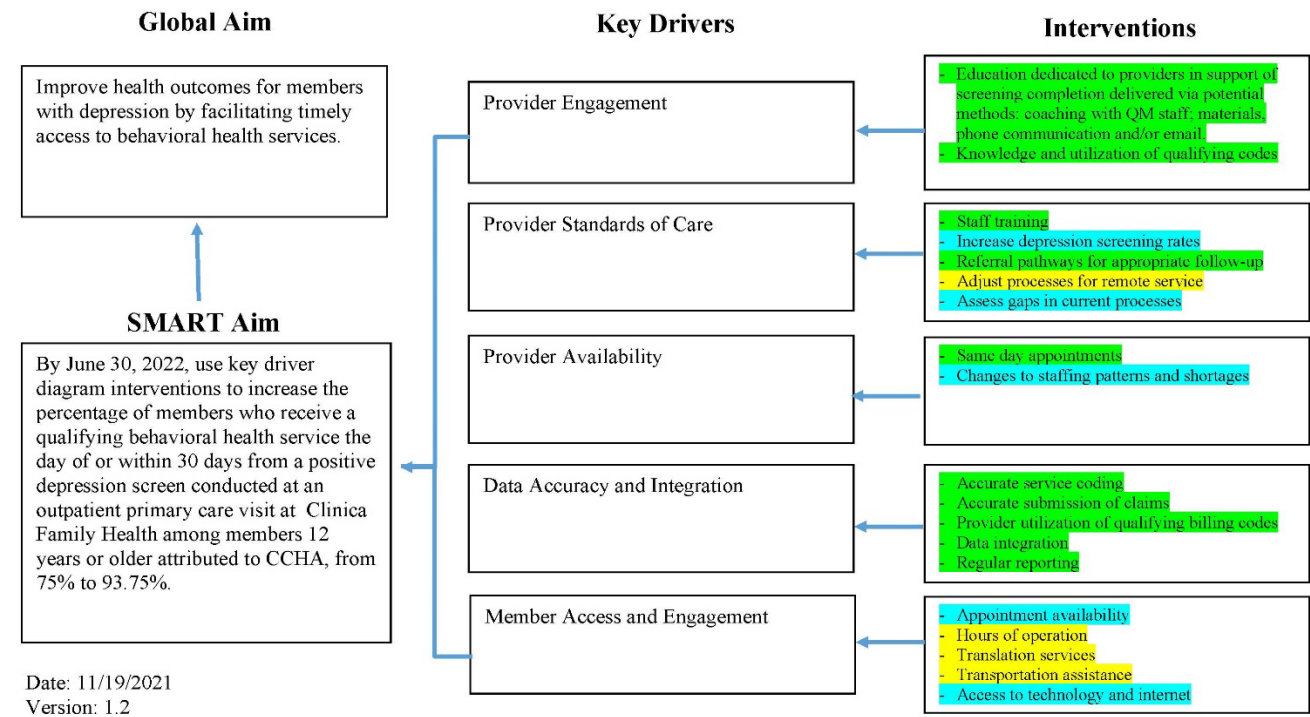 Global Aim
Improve health outcomes for members
with depression by facilitating timely
access to behavioral health services.
SMART Aim
By June 30, 2022, use key driver
diagram interventions to increase the
percentage of members who receive a
qualifying behavioral health service the
day of or within 30 days from a positive
depression screen conducted at an
outpatient primary care visit at Clinica
Family Health among members 12
years or older attributed to CCHA, from
75% to 93.75%.
Date: 11/19/2021
Version: 1.2
Key Drivers
Provider Engagement
Provider Standards of Care
Provider Availability
Data Accuracy and Integration
Member Access and Engagement
Interventions
- Education dedicated to providers in support of
screening completion delivered via potential
methods: coaching with QM staff; materials,
phone communication and/or email.
- Knowledge and utilization of qualifying codes
- Staff training
- Increase depression screening rates
- Referral pathways for appropriate follow-up
- Adjust processes for remote service
- Assess gaps in current processes
- Same day appointments
- Changes to staffing patterns and shortages
- Accurate service coding
- Accurate submission of claims
- Provider utilization of qualifying billing codes
- Data integration
- Regular reporting
- Appointment availability
- Hours of operation
- Translation services
- Transportation assistance
- Access to technology and internet